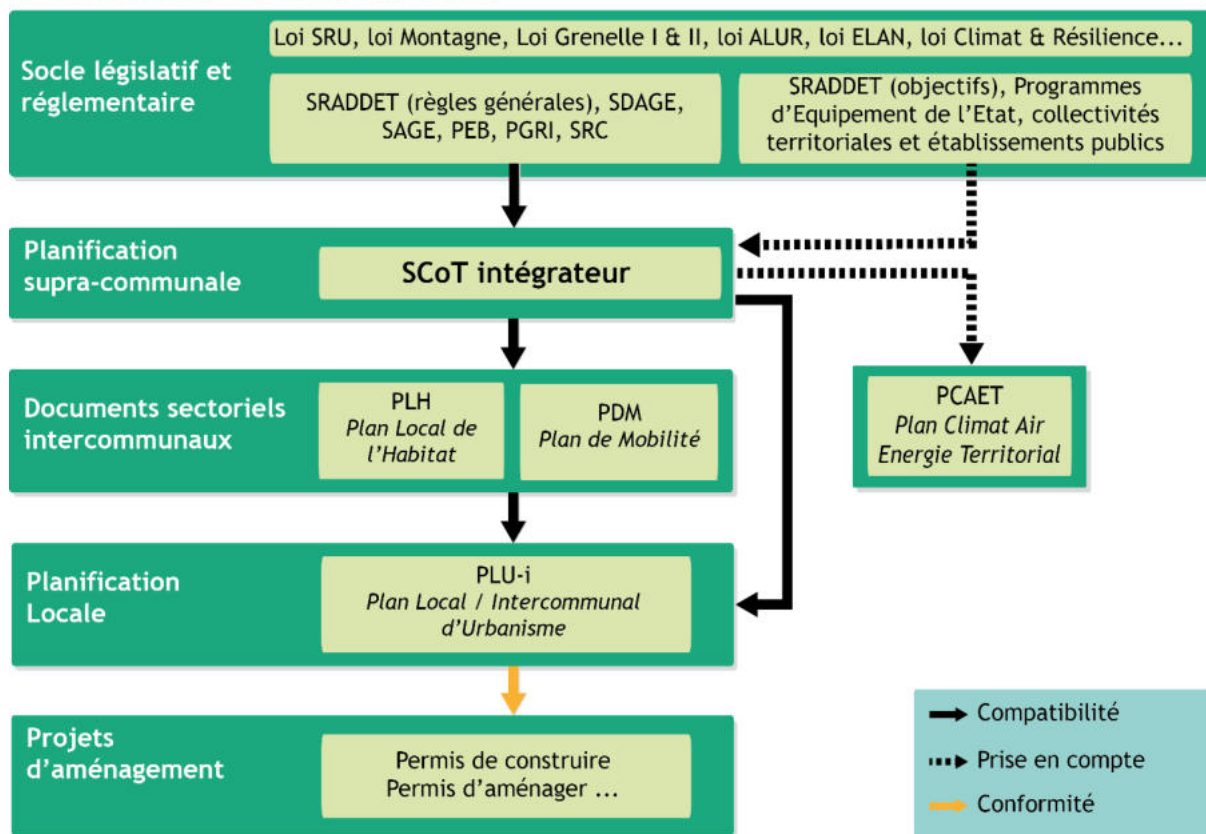 Socle législatif et
réglementaire
Loi SRU, loi Montagne, Loi Grenelle I & II, loi ALUR, loi ELAN, loi Climat & Résilience...
SRADDET (règles générales), SDAGE,
SAGE, PEB, PGRI, SRC
SRADDET (objectifs), Programmes
d'Equipement de l'Etat, collectivités
territoriales et établissements publics
Planification
supra-communale
SCoT intégrateur
Documents sectoriels
intercommunaux
PLH
Plan Local de
l'Habitat
PDM
Plan de Mobilité
PCAET
Plan Climat Air
Energie Territorial
Planification
Locale
PLU-i
Plan Local / Intercommunal
d'Urbanisme
Projets
d'aménagement
Permis de construire
Permis d'aménager ...
Compatibilité
Prise en compte
Conformité